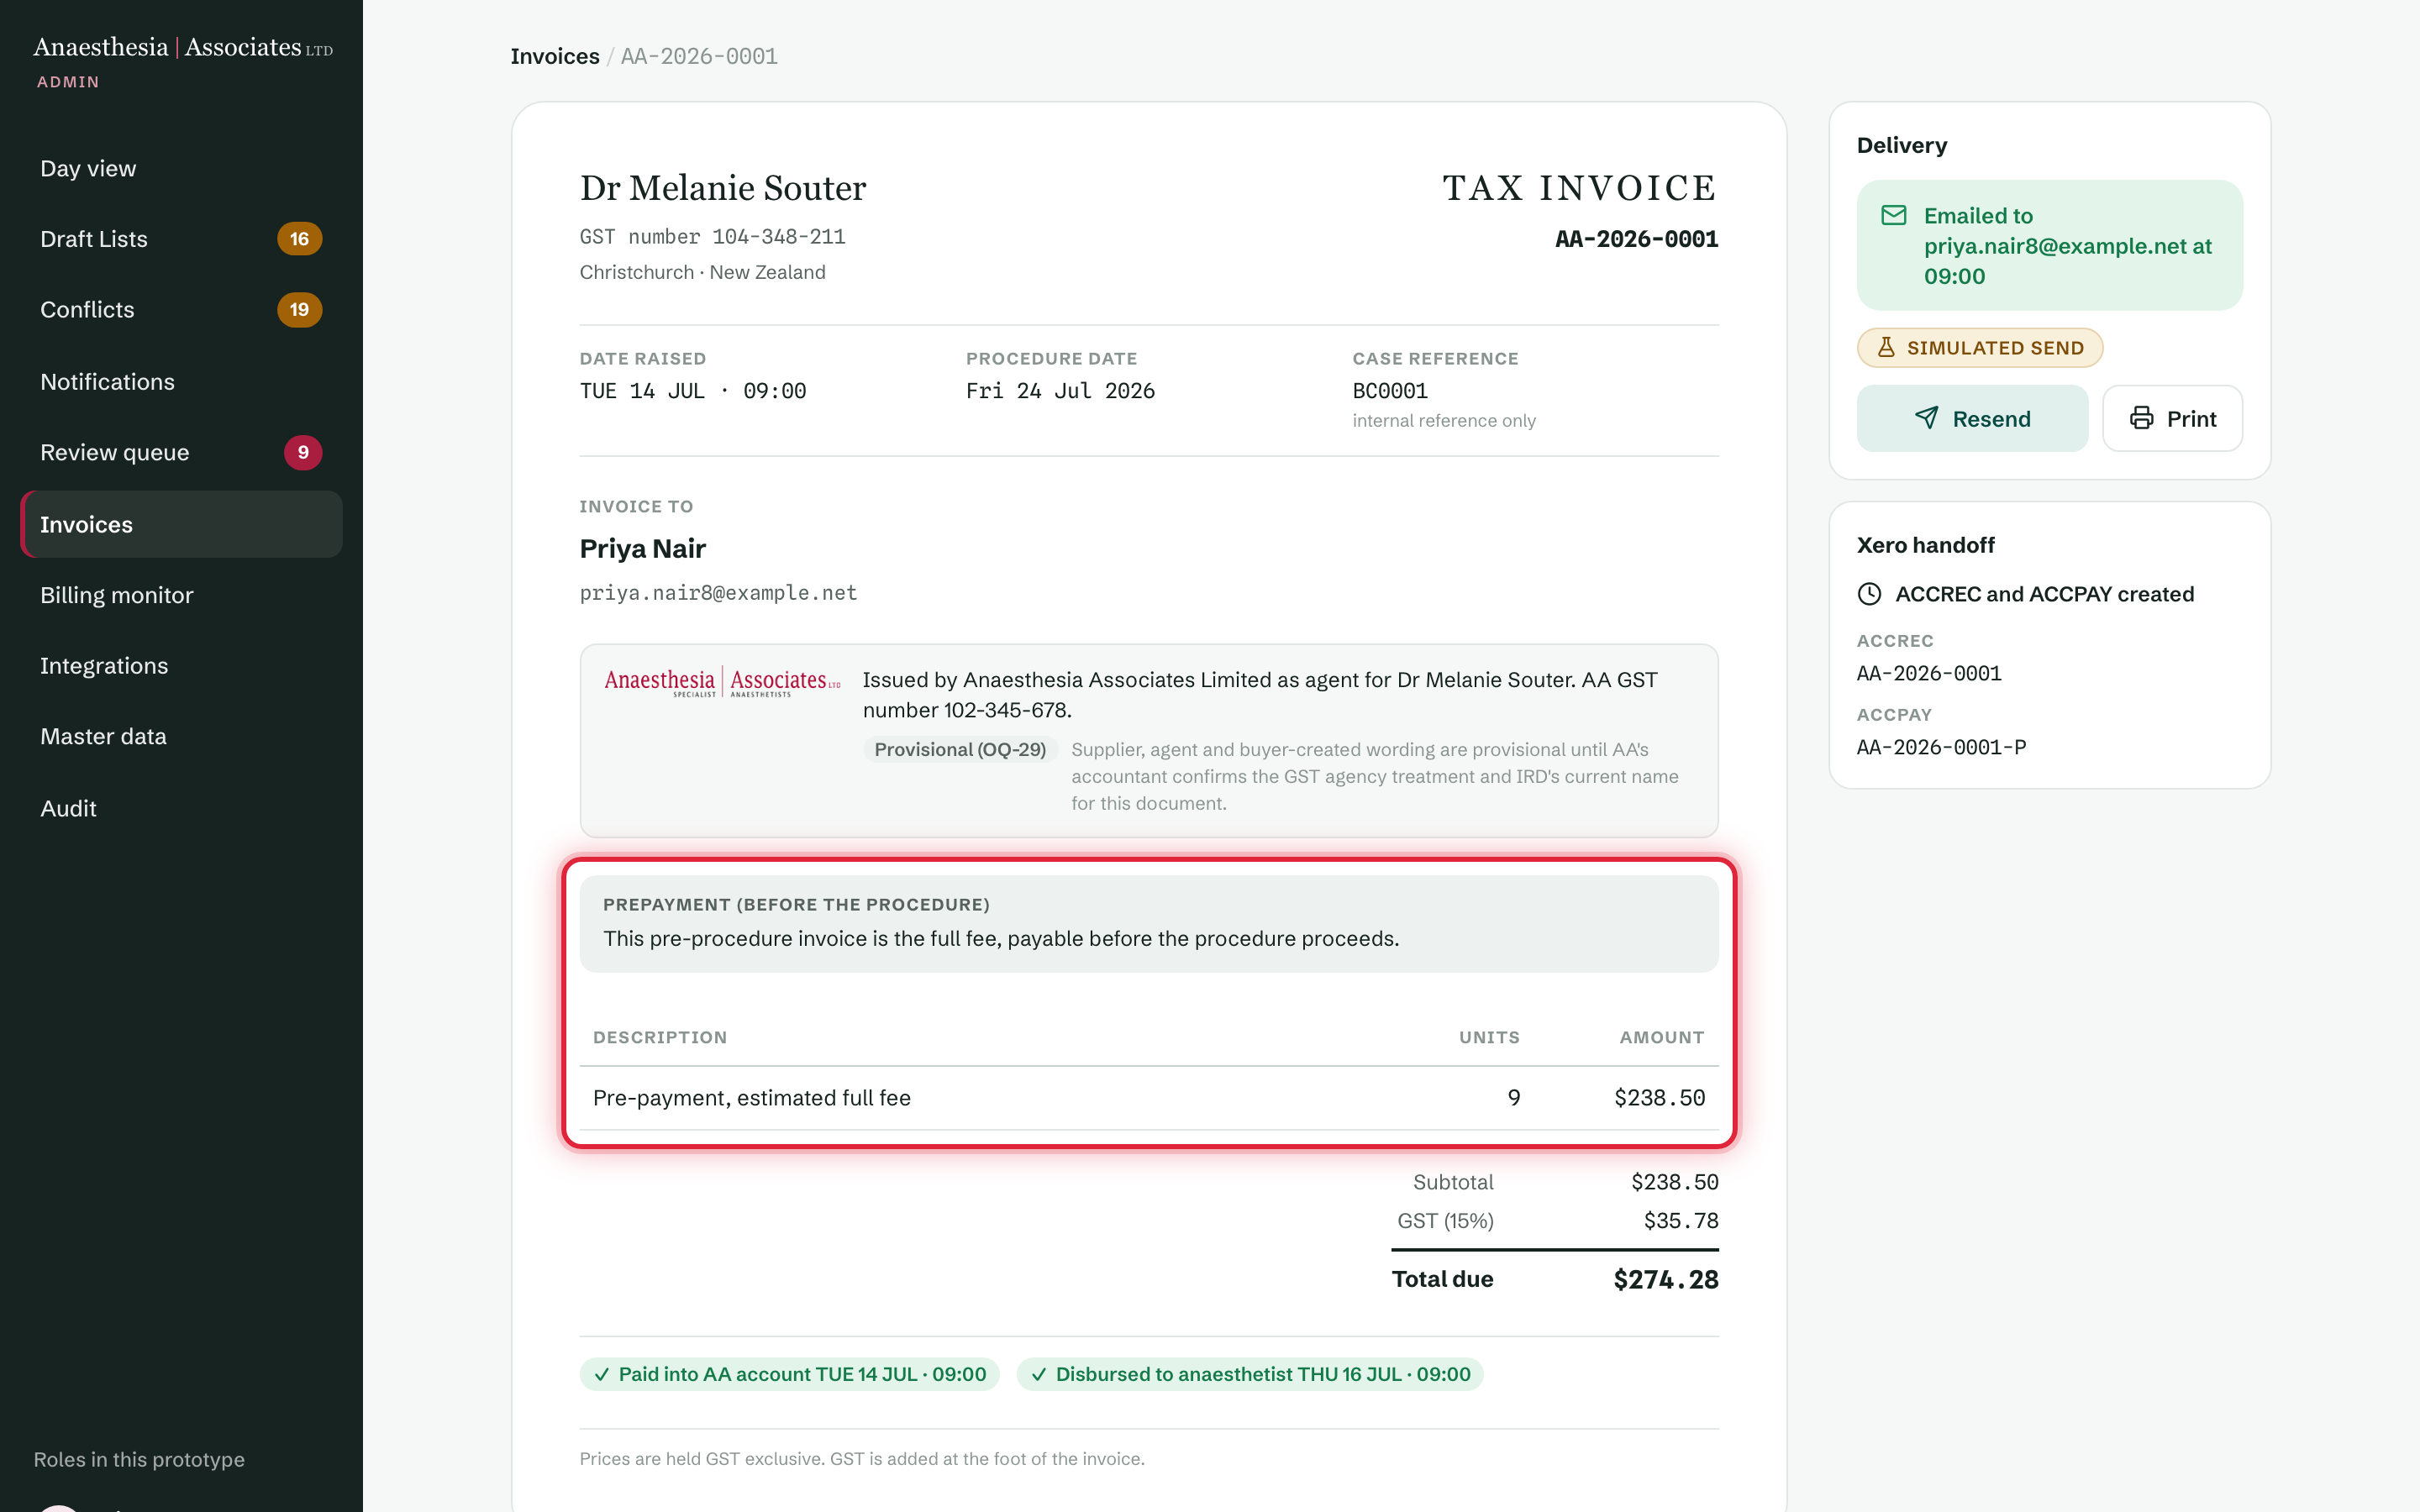 Anaesthesia | Associates LTD
ADMIN
Day view
Draft Lists 16
Conflicts 19
Notifications
Review queue 9
Invoices
Billing monitor
Integrations
Master data
Audit
Roles in this prototype
Invoices / AA-2026-0001
Dr Melanie Souter
GST number 104-348-211
Christchurch · New Zealand
TAX INVOICE
AA-2026-0001
DATE RAISED
TUE 14 JUL · 09:00
PROCEDURE DATE
Fri 24 Jul 2026
CASE REFERENCE
BC0001
internal reference only
INVOICE TO
Priya Nair
priya.nair8@example.net
Anaesthesia | Associates LTD
SPECIALIST ANAESTHETISTS
Issued by Anaesthesia Associates Limited as agent for Dr Melanie Souter. AA GST
number 102-345-678.
Provisional (OQ-29)
Supplier, agent and buyer-created wording are provisional until AA's
accountant confirms the GST agency treatment and IRD's current name
for this document.
PREPAYMENT (BEFORE THE PROCEDURE)
This pre-procedure invoice is the full fee, payable before the procedure proceeds.
DESCRIPTION UNITS AMOUNT
Pre-payment, estimated full fee 9 $238.50
Subtotal $238.50
GST (15%) $35.78
Total due $274.28
✓ Paid into AA account TUE 14 JUL · 09:00
✓ Disbursed to anaesthetist THU 16 JUL · 09:00
Prices are held GST exclusive. GST is added at the foot of the invoice.
Delivery
Emailed to
priya.nair8@example.net at
09:00
SIMULATED SEND
Resend
Print
Xero handoff
ACCREC and ACCPAY created
ACCREC
AA-2026-0001
ACCPAY
AA-2026-0001-P